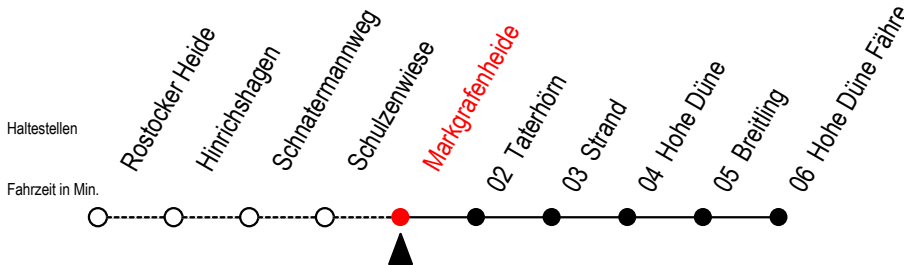 Haltestellen
Rostocker Heide
Hinrichshagen
Schnatermannweg
Schulzenwiese
Markgrafenheide
02 Taterhörn
03 Strand
04 Hohe Düne
05 Breitling
06 Hohe Düne Fähre
Fahrzeit in Min.